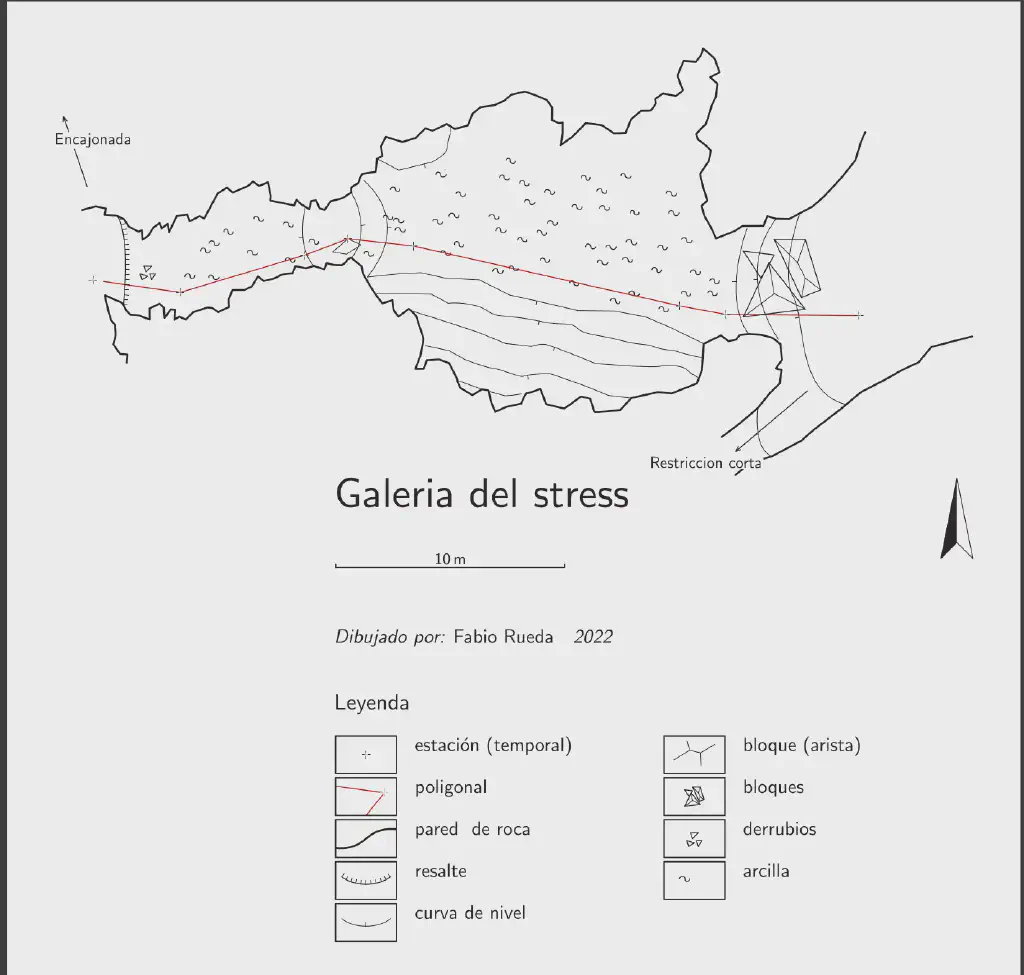 Encajonada
Restriccion corta
Galeria del stress
10 m
Dibujado por: Fabio Rueda 2022
Leyenda
estación (temporal)
poligonal
pared de roca
resalte
curva de nivel
bloque (arista)
bloques
derrubios
arcilla